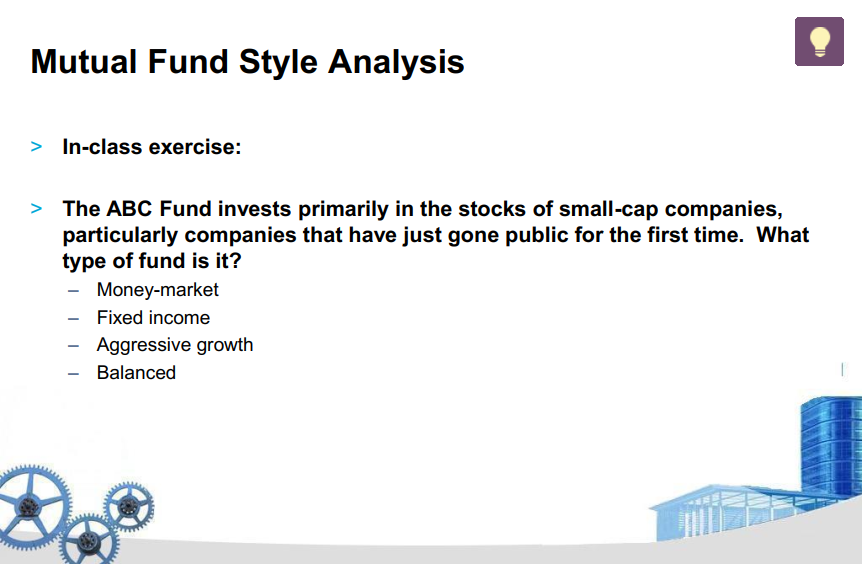 Mutual Fund Style Analysis
> In-class exercise:
> The ABC Fund invests primarily in the stocks of small-cap companies,
particularly companies that have just gone public for the first time.  What
type of fund is it?
– Money-market
– Fixed income
– Aggressive growth
– Balanced